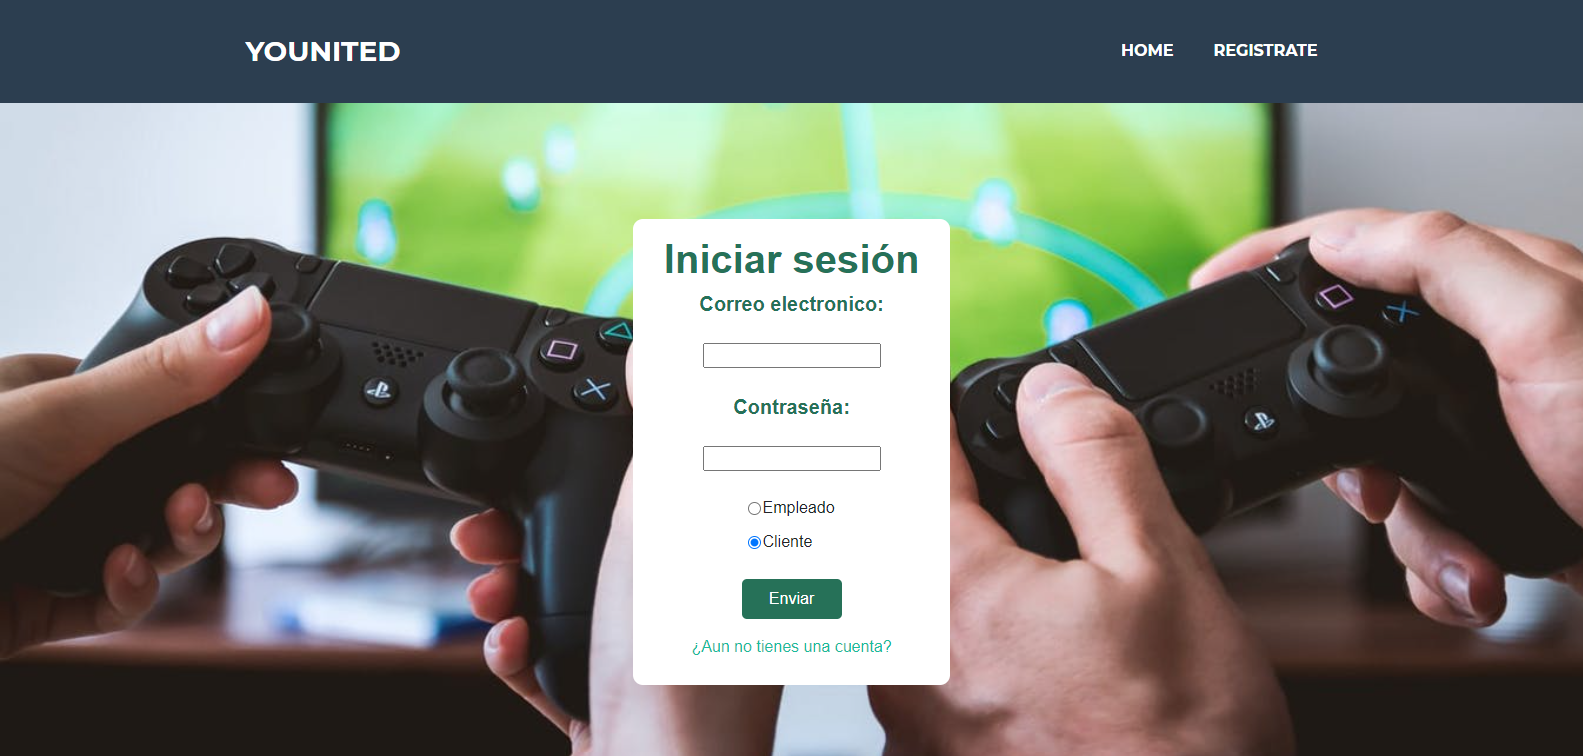 YOUNITED
HOME
REGISTRATE
Iniciar sesión
Correo electronico:
Contraseña:
Empleado
Cliente
Enviar
¿Aun no tienes una cuenta?